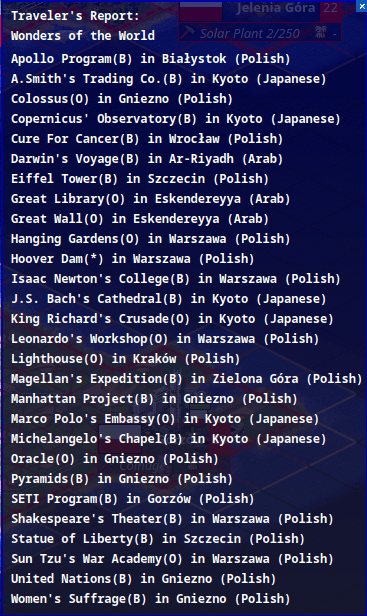 Jelenia Góra 22
Traveler's Report:
Wonders of the World
Solar Plant 2/250
Apollo Program(B) in Białystok (Polish)
A.Smith's Trading Co.(B) in Kyoto (Japanese)
Colossus(O) in Gniezno (Polish)
Copernicus' Observatory(B) in Kyoto (Japanese)
Cure For Cancer(B) in Wrocław (Polish)
Darwin's Voyage(B) in Ar-Riyadh (Arab)
Eiffel Tower(B) in Szczecin (Polish)
Great Library(O) in Eskendereyya (Arab)
Great Wall(O) in Eskendereyya (Arab)
Hanging Gardens(O) in Warszawa (Polish)
Hoover Dam(*) in Warszawa (Polish)
Isaac Newton's College(B) in Warszawa (Polish)
J.S. Bach's Cathedral(B) in Kyoto (Japanese)
King Richard's Crusade(O) in Kyoto (Japanese)
Leonardo's Workshop(O) in Warszawa (Polish)
Lighthouse(O) in Kraków (Polish)
Magellan's Expedition(B) in Zielona Góra (Polish)
Manhattan Project(B) in Gniezno (Polish)
Marco Polo's Embassy(O) in Kyoto (Japanese)
Michelangelo's Chapel(B) in Kyoto (Japanese)
Oracle(O) in Gniezno (Polish)
Coinage
Pyramids(B) in Gniezno (Polish)
SETI Program(B) in Gorzów (Polish)
Shakespeare's Theater(B) in Warszawa (Polish)
Statue of Liberty(B) in Szczecin (Polish)
Sun Tzu's War Academy(O) in Warszawa (Polish)
United Nations(B) in Gniezno (Polish)
Women's Suffrage(B) in Gniezno (Polish)